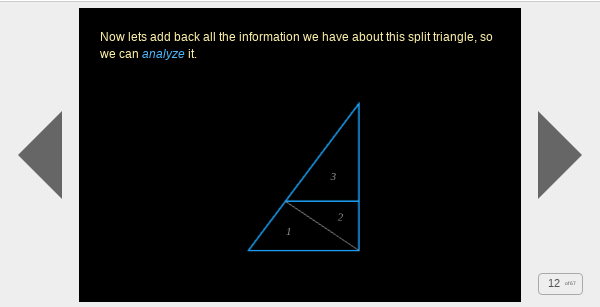 Now lets add back all the information we have about this split triangle, so
we can analyze it.
3
2
1
12 of 67